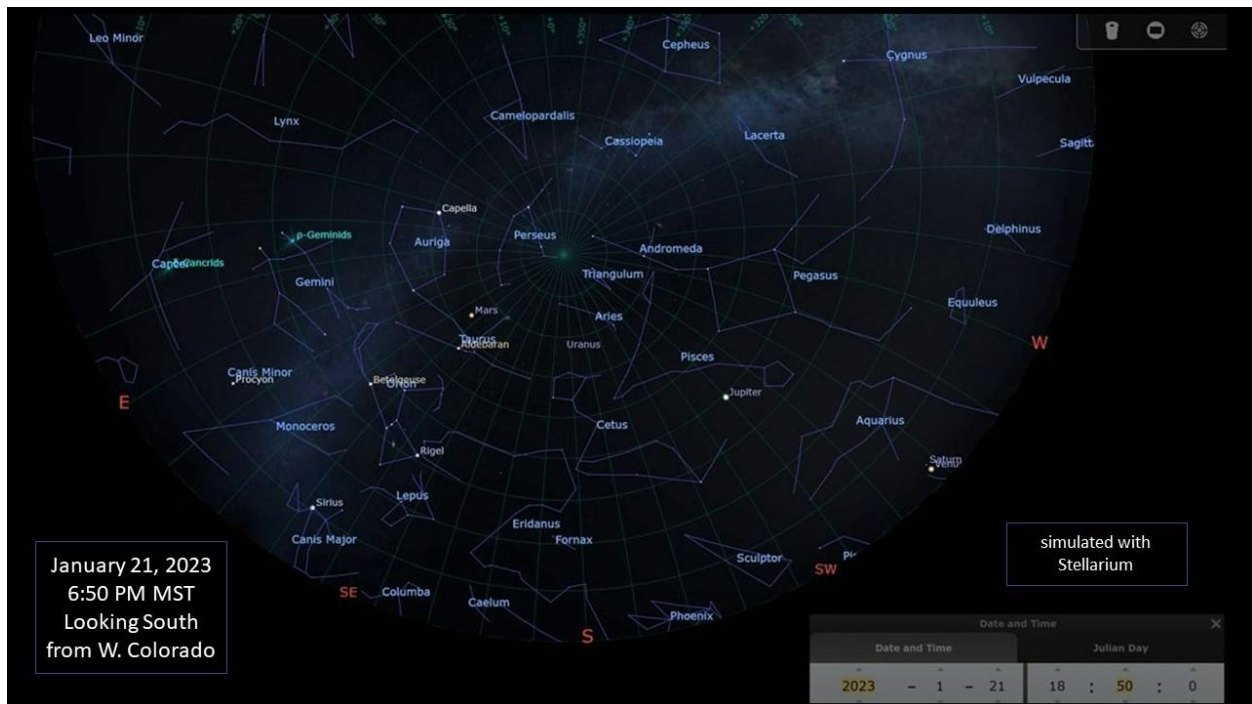 Leo Minor
Cepheus
Cygnus
Vulpecula
Lynx
Camelopardalis
Cassiopeia
Lacerta
Sagitt
Capella
ρ-Geminids
Auriga
Perseus
Andromeda
Delphinus
Cancrids
Gemini
Triangulum
Pegasus
Equuleus
Mars
Aries
Taurus
Aldebaran
Uranus
Pisces
W
Canis Minor
Procyon
Betelgeuse
Orion
Jupiter
E
Monoceros
Cetus
Aquarius
Rigel
Saturn
Venu
Sirius
Lepus
Eridanus
Canis Major
Fornax
Sculptor
SW
SE
Columba
Caelum
Phoenix
S
January 21, 2023
6:50 PM MST
Looking South
from W. Colorado
simulated with
Stellarium
Date and Time
Date and Time
Julian Day
2023 - 1 - 21
18 : 50 : 0